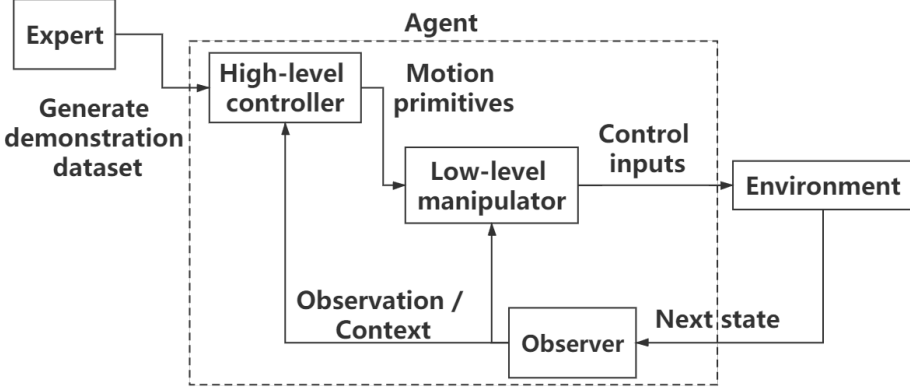 Expert
Agent
High-level
controller
Motion
primitives
Generate
demonstration
dataset
Control
inputs
Low-level
manipulator
Environment
Observation /
Context
Next state
Observer